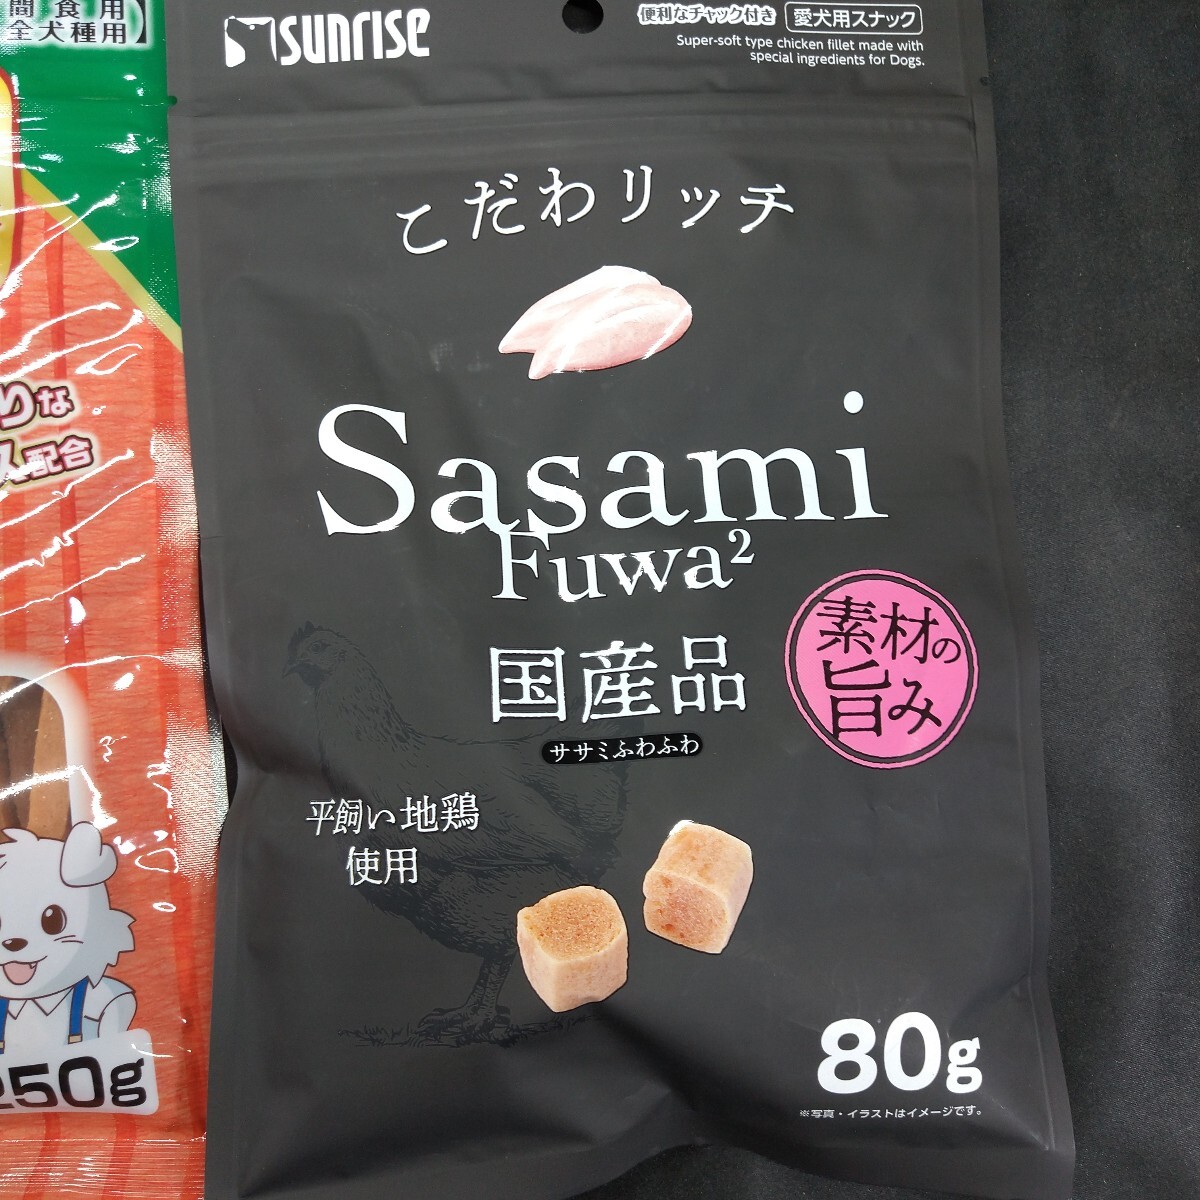 間食用】
全犬種用】
りな
配合
250g
SUNRISE
便利なチャック付き
愛犬用スナック
Super-soft type chicken fillet made with
special ingredients for Dogs.
こだわリッチ
Sasami
Fuwa²
国産品
ササミふわふわ
素材の
旨み
平飼い地鶏
使用
80g
※写真・イラストはイメージです。